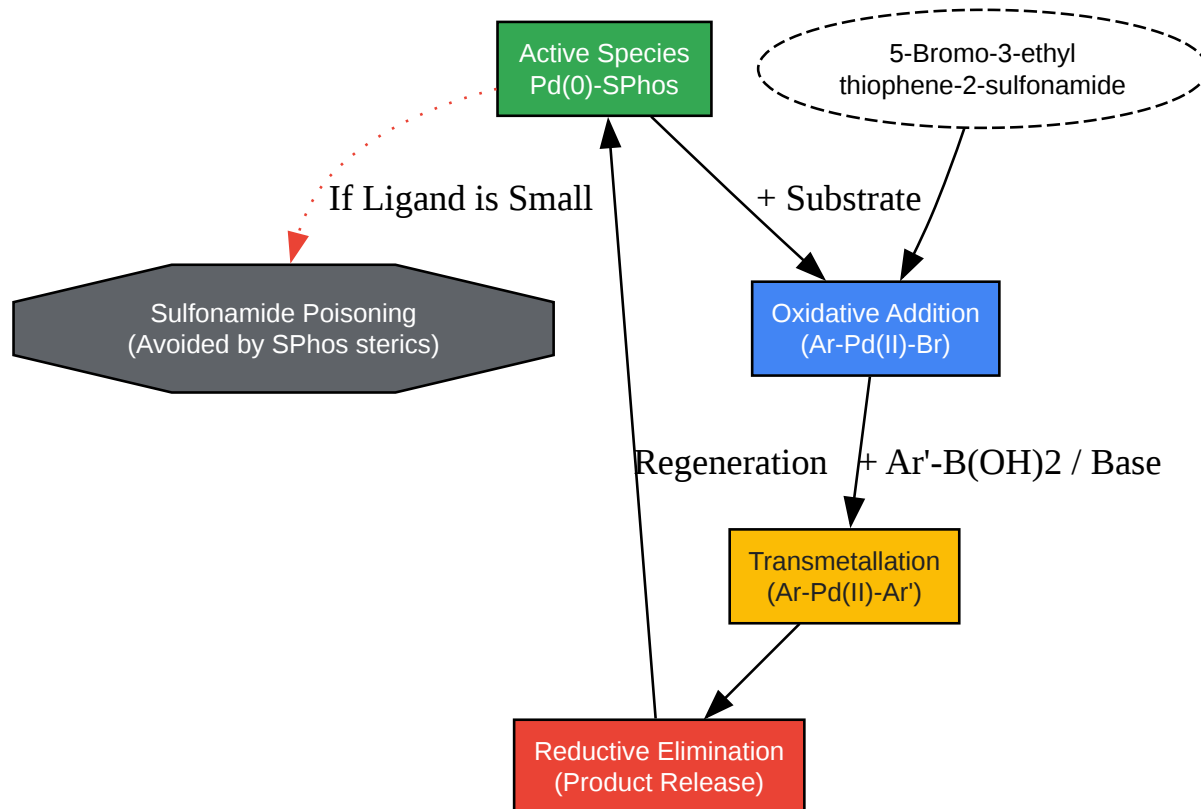 Active Species
Pd(0)-SPhos
5-Bromo-3-ethyl
thiophene-2-sulfonamide
If Ligand is Small
+ Substrate
Sulfonamide Poisoning
(Avoided by SPhos sterics)
Oxidative Addition
(Ar-Pd(II)-Br)
Regeneration
+ Ar'-B(OH)2 / Base
Transmetallation
(Ar-Pd(II)-Ar')
Reductive Elimination
(Product Release)